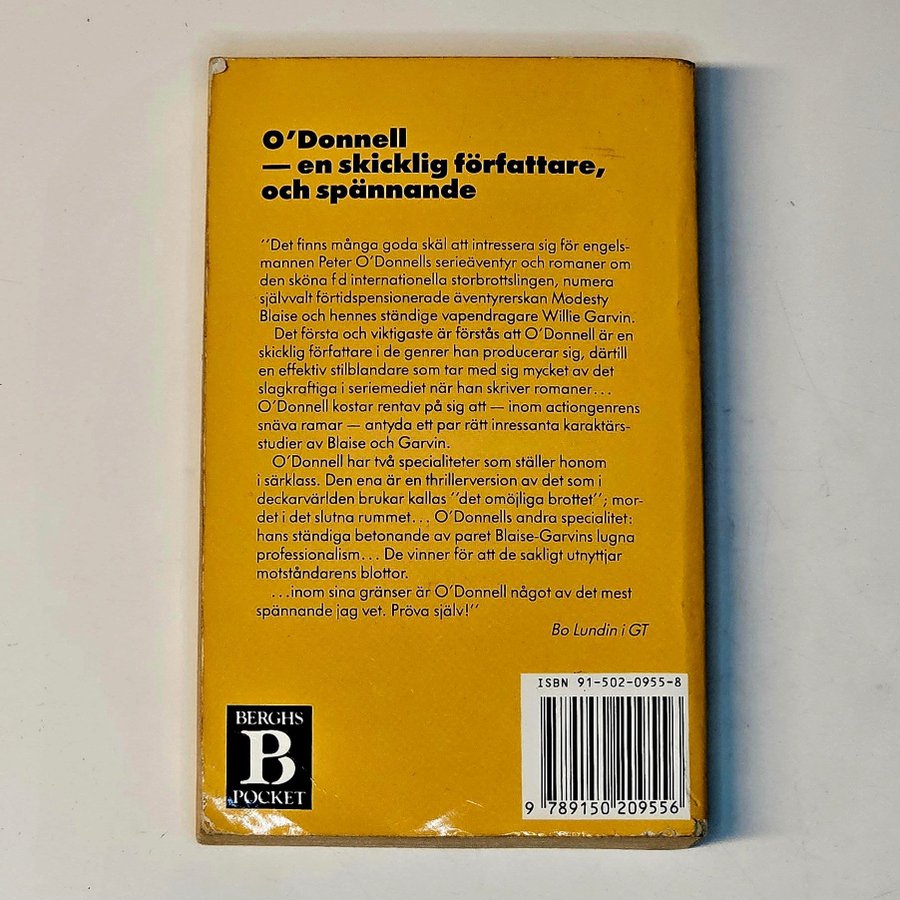 O'Donnell
— en skicklig författare,
och spännande
"Det finns många goda skäl att intressera sig för engels-
mannen Peter O'Donnells serieäventyr och romaner om
den sköna f d internationella storbrottslingen, numera
självvalt förtidspensionerade äventyrerskan Modesty
Blaise och hennes ständige vapendragare Willie Garvin.
Det första och viktigaste är förstås att O'Donnell är en
skicklig författare i de genrer han producerar sig, därtill
en effektiv stilblandare som tar med sig mycket av det
slagkraftiga i seriemediet när han skriver romaner...
O'Donnell kostar rentav på sig att — inom actiongenrens
snäva ramar — antyda ett par rätt inressanta karaktärs-
studier av Blaise och Garvin.
O'Donnell har två specialiteter som ställer honom
i särklass. Den ena är en thrillerversion av det som i
deckarvärlden brukar kallas "det omöjliga brottet"; mor-
det i det slutna rummet... O'Donnells andra specialitet:
hans ständiga betonande av paret Blaise-Garvins lugna
professionalism... De vinner för att de sakligt utnyttjar
motståndarens blottor.
...inom sina gränser är O'Donnell något av det mest
spännande jag vet. Pröva själv!"
Bo Lundin i GT
ISBN 91-502-0955-8
9 789150 209556
BERGHS
B
POCKET